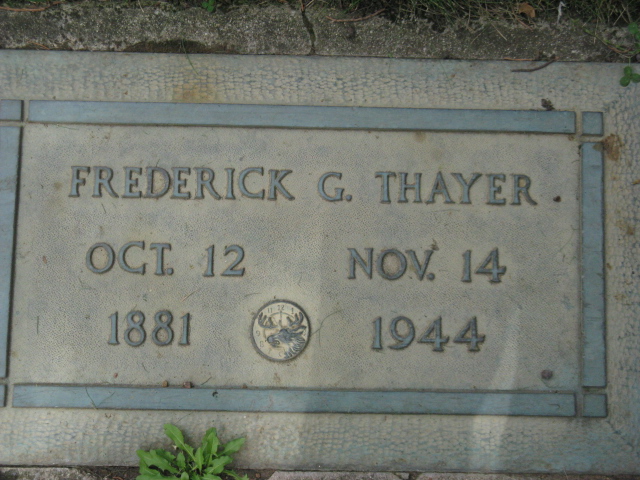 FREDERICK G. THAYER
OCT. 12 NOV. 14
1881 1944